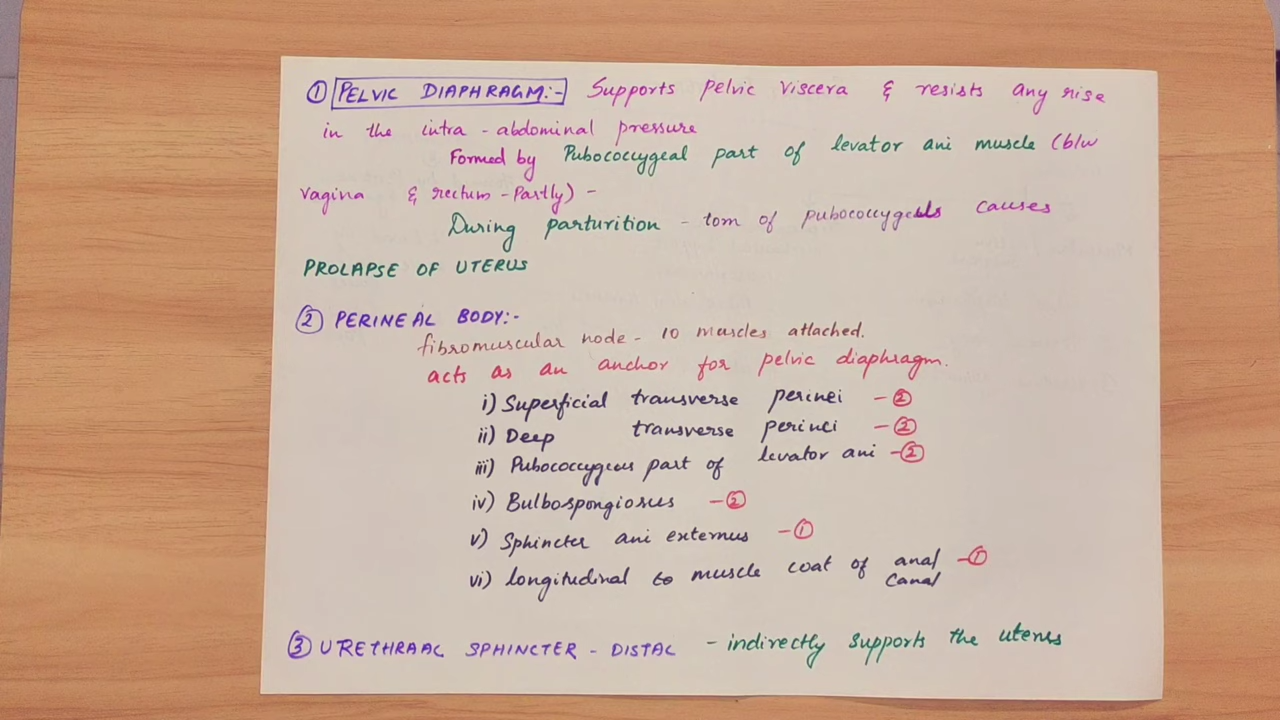 ① PELVIC DIAPHRAGM:- Supports pelvic viscera & resists any rise
in the intra - abdominal pressure
Formed by Pubococcygeal part of levator ani muscle (b/w
vagina & rectum - Partly) -
During parturition - torn of pubococcygeus causes
PROLAPSE OF UTERUS
② PERINEAL BODY:-
fibromuscular node - 10 muscles attached.
acts as an anchor for pelvic diaphragm.
i) Superficial transverse perinei - ②
ii) Deep transverse perinei - ②
iii) Pubococcygeus part of levator ani - ②
iv) Bulbospongiosus - ②
v) Sphincter ani externus - ①
vi) longitudinal to muscle coat of anal canal - ①
③ URETHRAAL SPHINCTER - DISTAL - indirectly supports the uterus